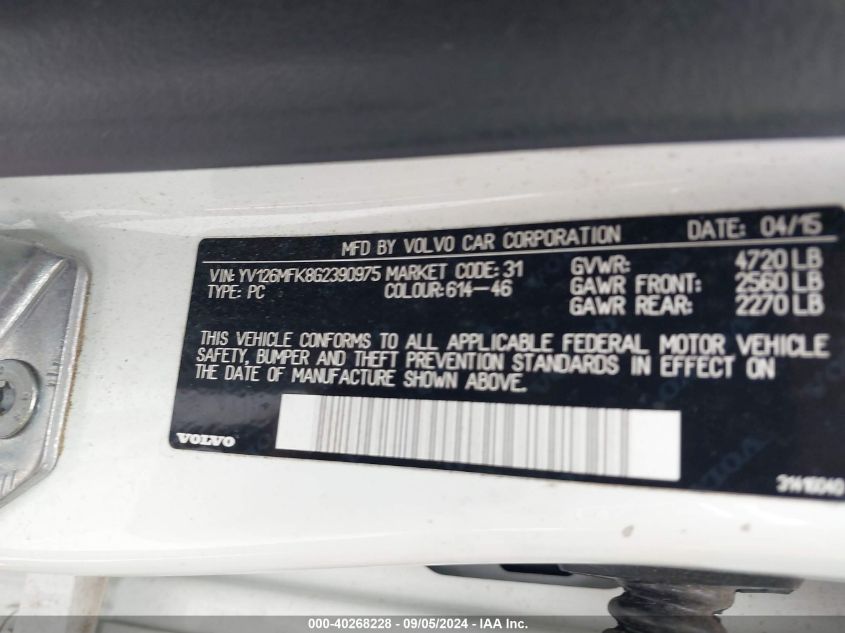 MFD BY VOLVO CAR CORPORATION DATE: 04/15
VIN: YV126MFK8G2390975 MARKET CODE: 31 GVWR: 4720 LB
TYPE: PC COLOUR:614-46 GAWR FRONT: 2560 LB
GAWR REAR: 2270 LB
THIS VEHICLE CONFORMS TO ALL APPLICABLE FEDERAL MOTOR VEHICLE
SAFETY, BUMPER AND THEFT PREVENTION STANDARDS IN EFFECT ON
THE DATE OF MANUFACTURE SHOWN ABOVE.
VOLVO
000-40268228 - 09/05/2024 - IAA Inc.